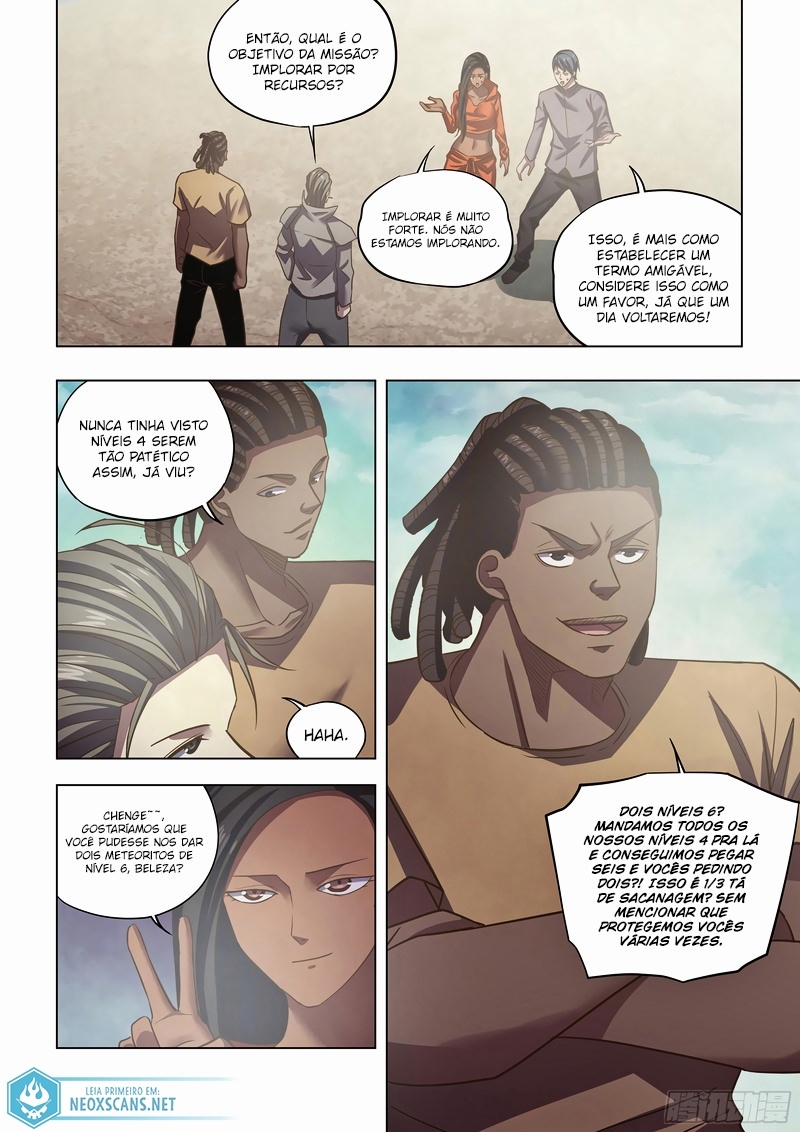 ENTÃO, QUAL É O
OBJETIVO DA MISSÃO?
IMPLORAR POR
RECURSOS?
IMPLORAR É MUITO
FORTE. NÓS NÃO
ESTAMOS IMPLORANDO.
ISSO, É MAIS COMO
ESTABELECER UM
TERMO AMIGÁVEL,
CONSIDERE ISSO COMO
UM FAVOR, JÁ QUE UM
DIA VOLTAREMOS!
NUNCA TINHA VISTO
NÍVEIS 4 SEREM
TÃO PATÉTICO
ASSIM, JÁ VIU?
HAHA.
CHENGE~~,
GOSTARÍAMOS QUE
VOCÊ PUDESSE NOS DAR
DOIS METEORITOS DE
NÍVEL 6, BELEZA?
DOIS NÍVEIS 6?
MANDAMOS TODOS OS
NOSSOS NÍVEIS 4 PRA LÁ
E CONSEGUIMOS PEGAR
SEIS E VOCÊS PEDINDO
DOIS?! ISSO É 1/3 TÁ
DE SACANAGEM? SEM
MENCIONAR QUE
PROTEGEMOS VOCÊS
VÁRIAS VEZES.
LEIA PRIMEIRO EM:
NEOXSCANS.NET
腾讯动漫